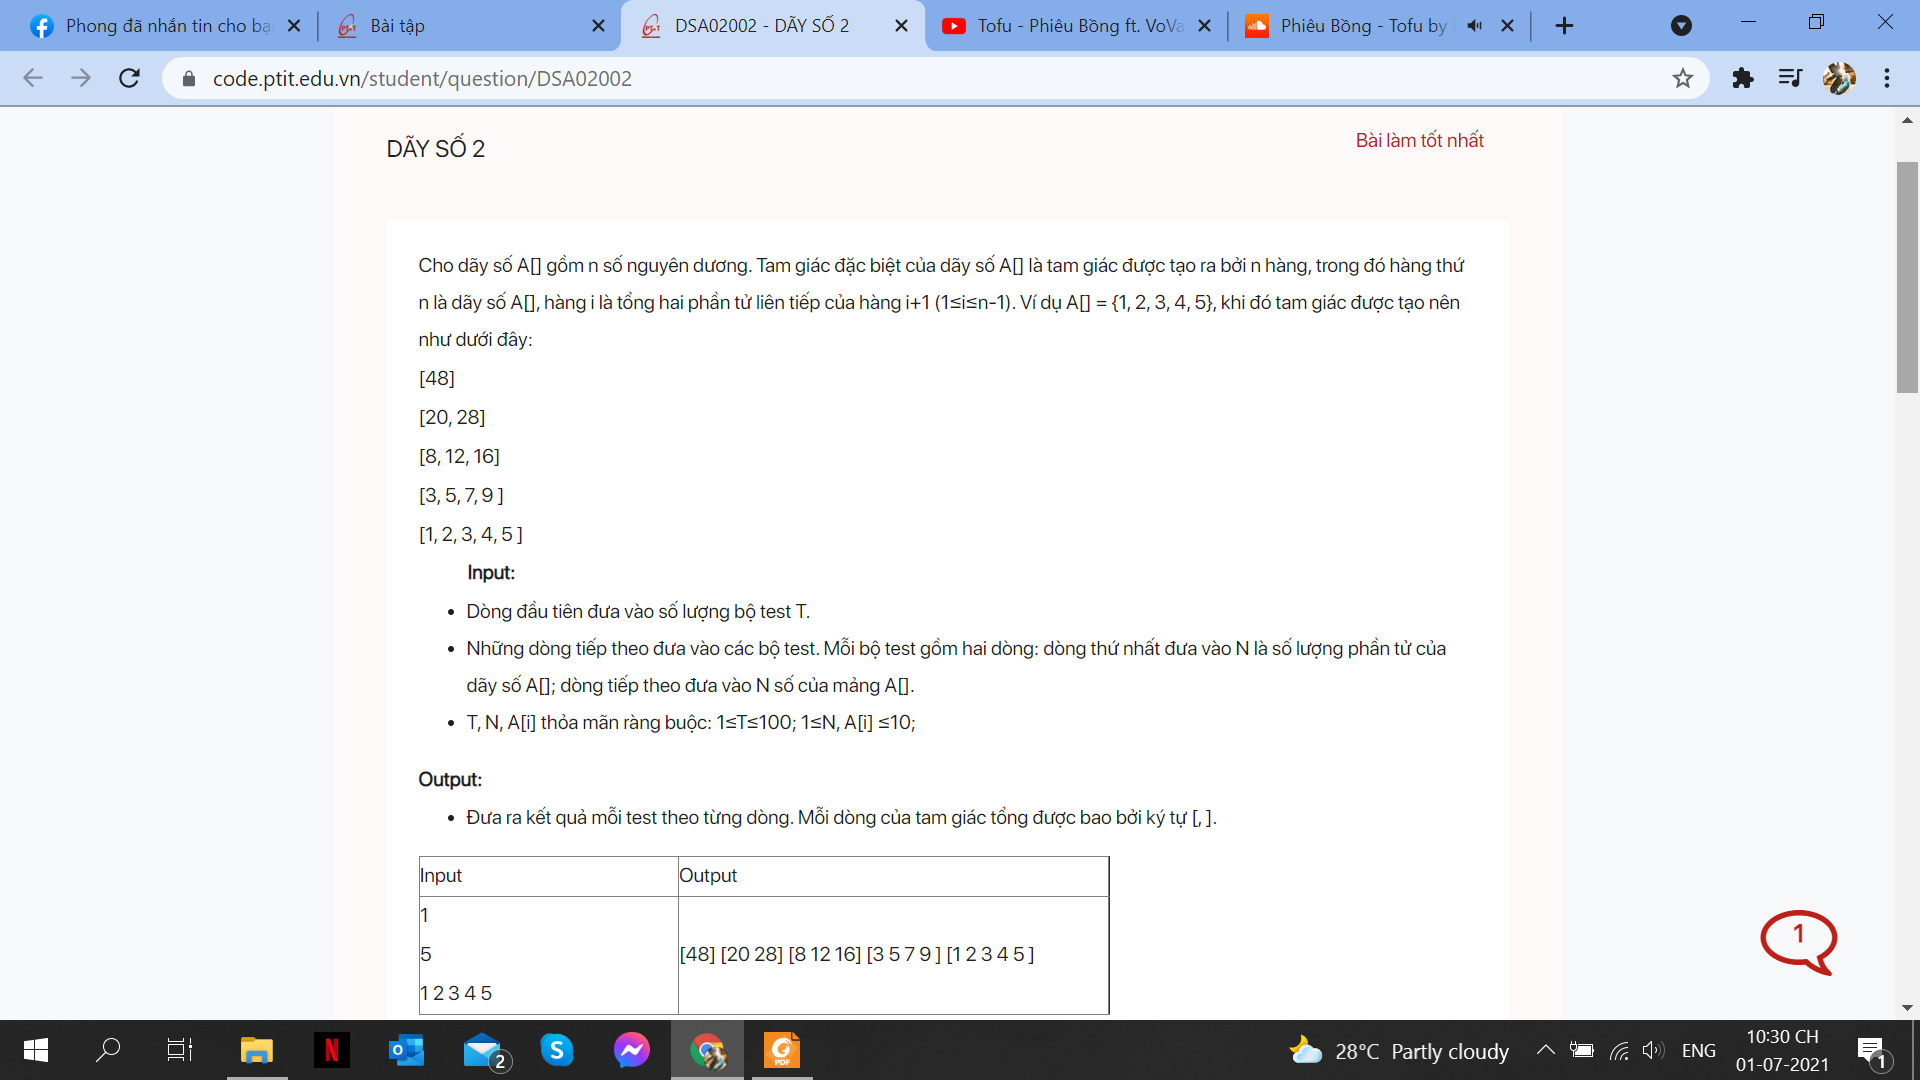 Phong đã nhắn tin cho bạ
Bài tập
DSA02002 - DÃY SỐ 2
Tofu - Phiêu Bồng ft. VoVa
Phiêu Bồng - Tofu by
code.ptit.edu.vn/student/question/DSA02002
DÃY SỐ 2
Bài làm tốt nhất
Cho dãy số A[] gồm n số nguyên dương. Tam giác đặc biệt của dãy số A[] là tam giác được tạo ra bởi n hàng, trong đó hàng thứ
n là dãy số A[], hàng i là tổng hai phần tử liên tiếp của hàng i+1 (1≤i≤n-1). Ví dụ A[] = {1, 2, 3, 4, 5}, khi đó tam giác được tạo nên
như dưới đây:
[48]
[20, 28]
[8, 12, 16]
[3, 5, 7, 9 ]
[1, 2, 3, 4, 5 ]
Input:
• Dòng đầu tiên đưa vào số lượng bộ test T.
• Những dòng tiếp theo đưa vào các bộ test. Mỗi bộ test gồm hai dòng: dòng thứ nhất đưa vào N là số lượng phần tử của
dãy số A[]; dòng tiếp theo đưa vào N số của mảng A[].
• T, N, A[i] thỏa mãn ràng buộc: 1≤T≤100; 1≤N, A[i] ≤10;
Output:
• Đưa ra kết quả mỗi test theo từng dòng. Mỗi dòng của tam giác tổng được bao bởi ký tự [, ].
Input
Output
1
5
1 2 3 4 5
[48] [20 28] [8 12 16] [3 5 7 9 ] [1 2 3 4 5 ]
1
N
2
PDF
28°C Partly cloudy
ENG
10:30 CH
01-07-2021
1